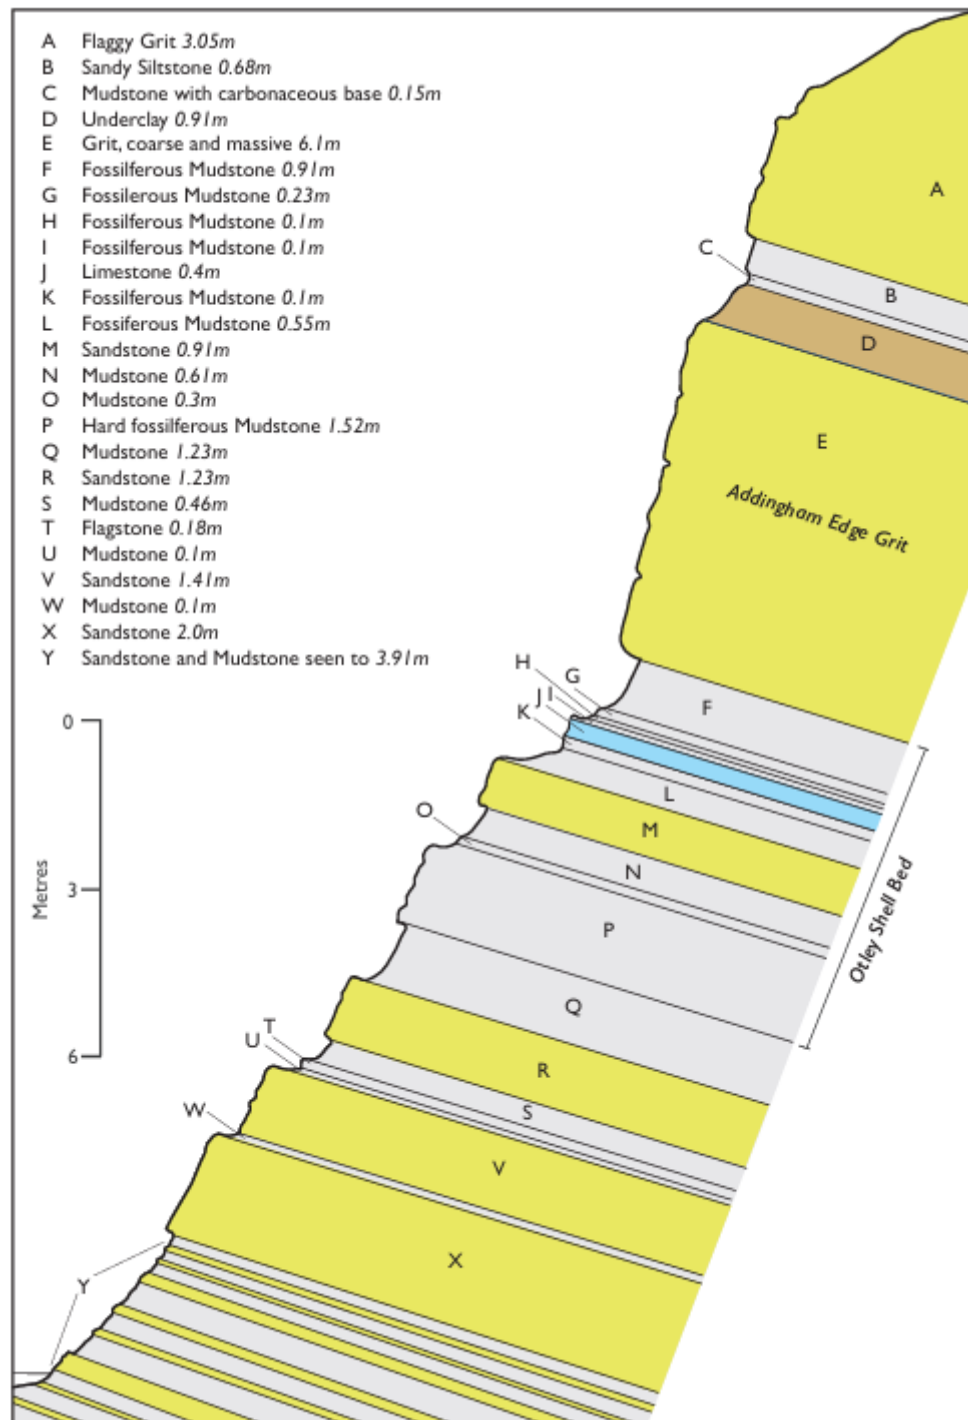 A Flaggy Grit 3.05m
B Sandy Siltstone 0.68m
C Mudstone with carbonaceous base 0.15m
D Underclay 0.91m
E Grit, coarse and massive 6.1m
F Fossilferous Mudstone 0.91m
G Fossilerous Mudstone 0.23m
H Fossilferous Mudstone 0.1m
I Fossilferous Mudstone 0.1m
J Limestone 0.4m
K Fossilferous Mudstone 0.1m
L Fossiferous Mudstone 0.55m
M Sandstone 0.91m
N Mudstone 0.61m
O Mudstone 0.3m
P Hard fossilferous Mudstone 1.52m
Q Mudstone 1.23m
R Sandstone 1.23m
S Mudstone 0.46m
T Flagstone 0.18m
U Mudstone 0.1m
V Sandstone 1.41m
W Mudstone 0.1m
X Sandstone 2.0m
Y Sandstone and Mudstone seen to 3.91m
A
C
B
D
E
Addingham Edge Grit
H
G
J I
K
F
L
M
O
N
P
Q
Otley Shell Bed
T
U
R
S
W
V
X
Y
0
3
6
Metres